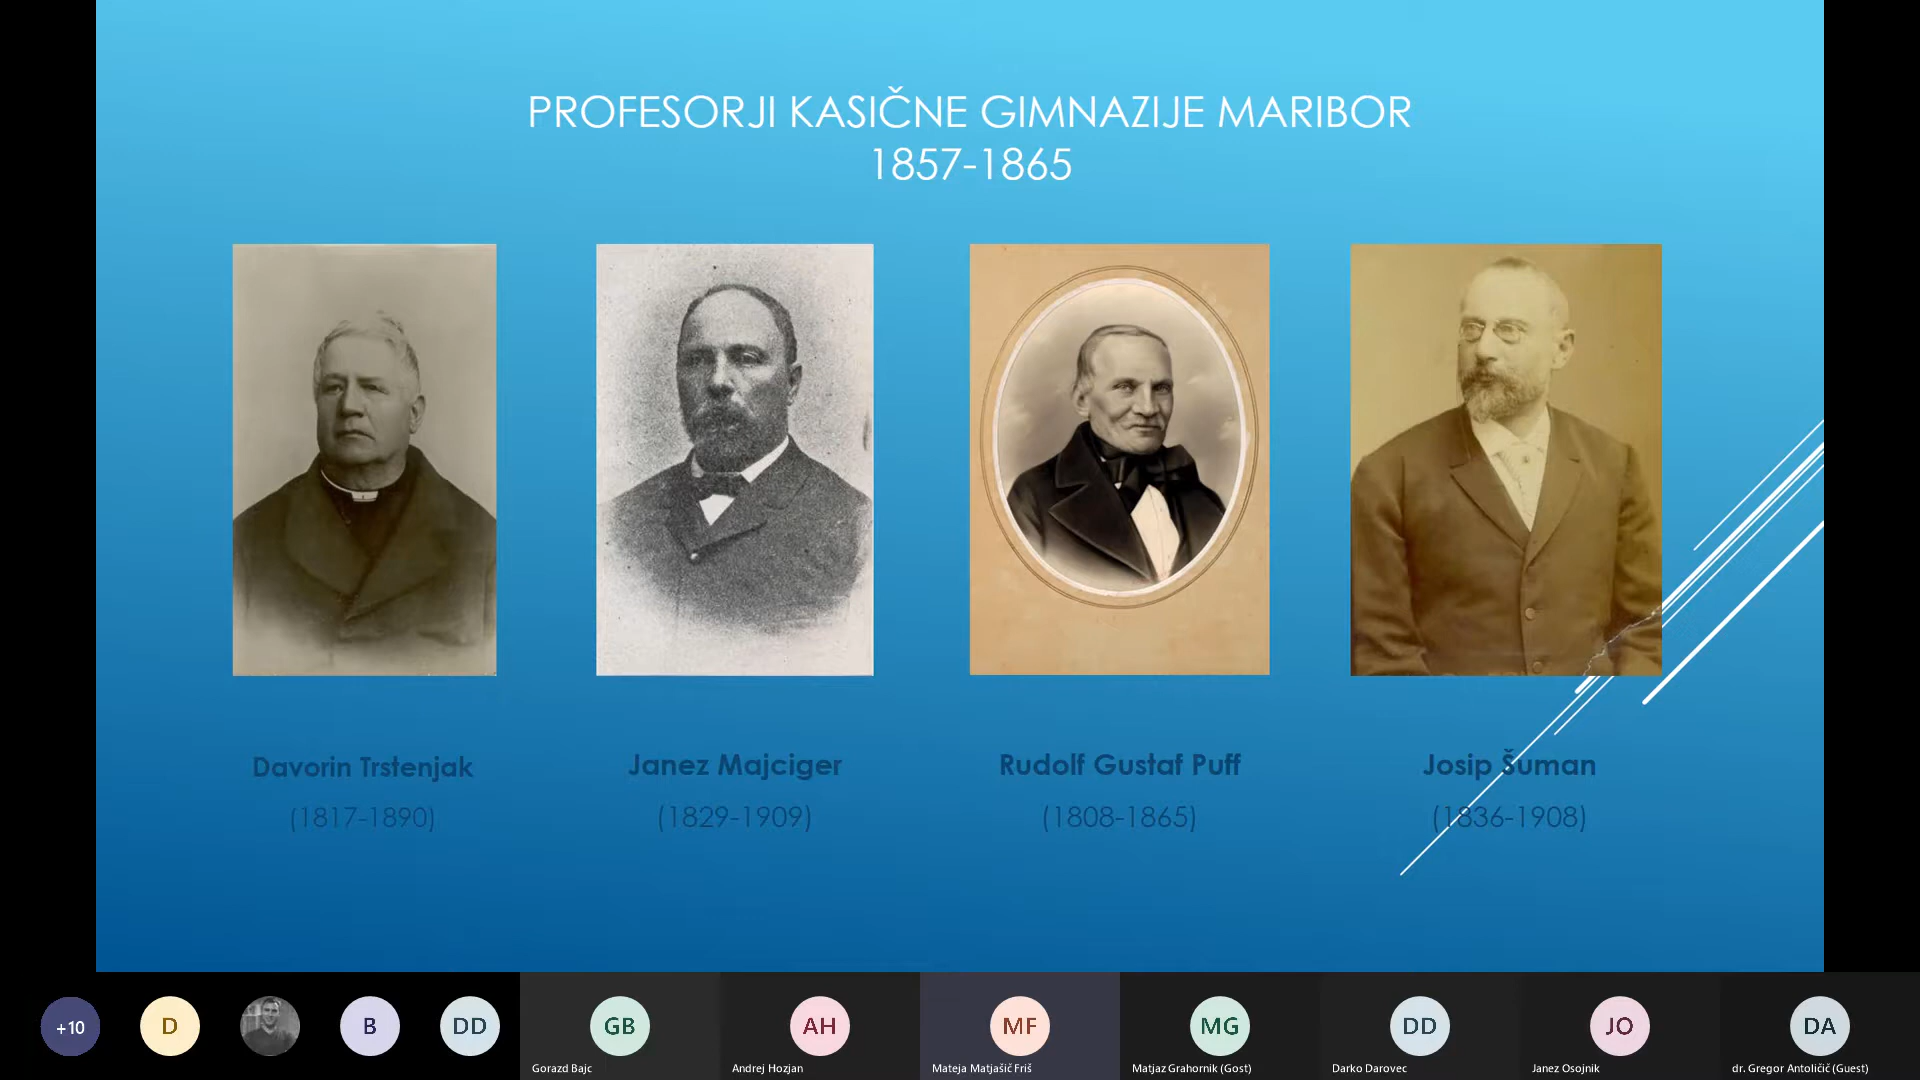 PROFESORJI KASIČNE GIMNAZIJE MARIBOR
1857-1865
Davorin Trstenjak
(1817-1890)
Janez Majciger
(1829-1909)
Rudolf Gustaf Puff
(1808-1865)
Josip Šuman
(1836-1908)
+10
D
B
DD
GB
Gorazd Bajc
AH
Andrej Hozjan
MF
Mateja Matjašič Friš
MG
Matjaz Grahornik (Gost)
DD
Darko Darovec
JO
Janez Osojnik
DA
dr. Gregor Antoličič (Guest)